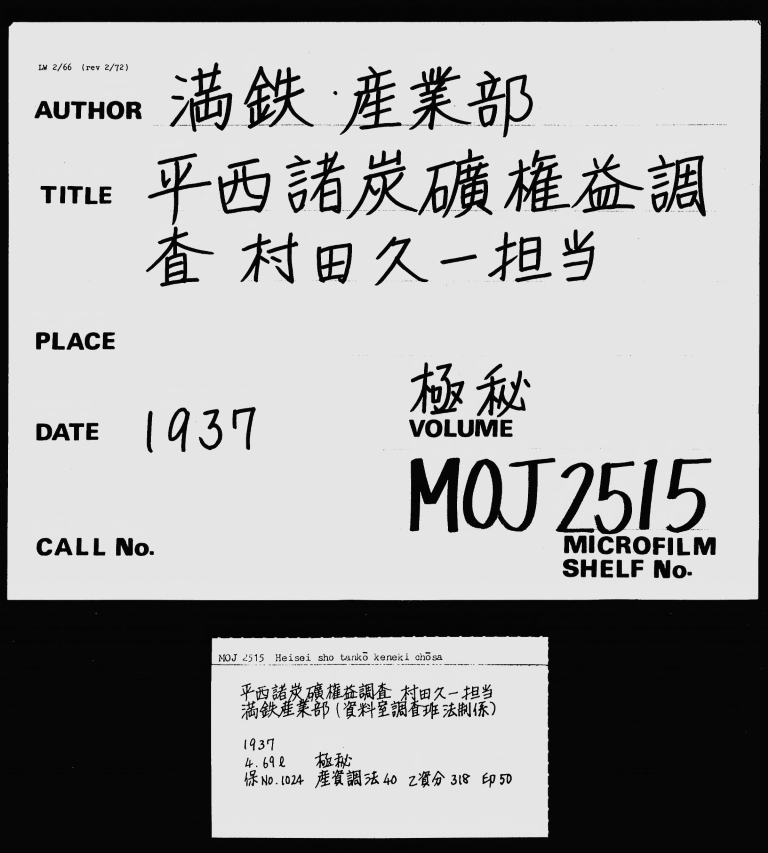 LW 2/66 (rev 2/72)
AUTHOR 満鉄・産業部
TITLE 平西諸炭礦権益調
査 村田久一担当
PLACE
極秘
DATE 1937 VOLUME
MOJ 2515
CALL No. MICROFILM
SHELF No.
MOJ 2515 Heisei sho tankō keneki chōsa
平西諸炭礦権益調査 村田久一担当
満鉄産業部(資料室調査班法制係)
1937
4.69ℓ 極秘
保No.1024 産資調法40 乙資分318 印50